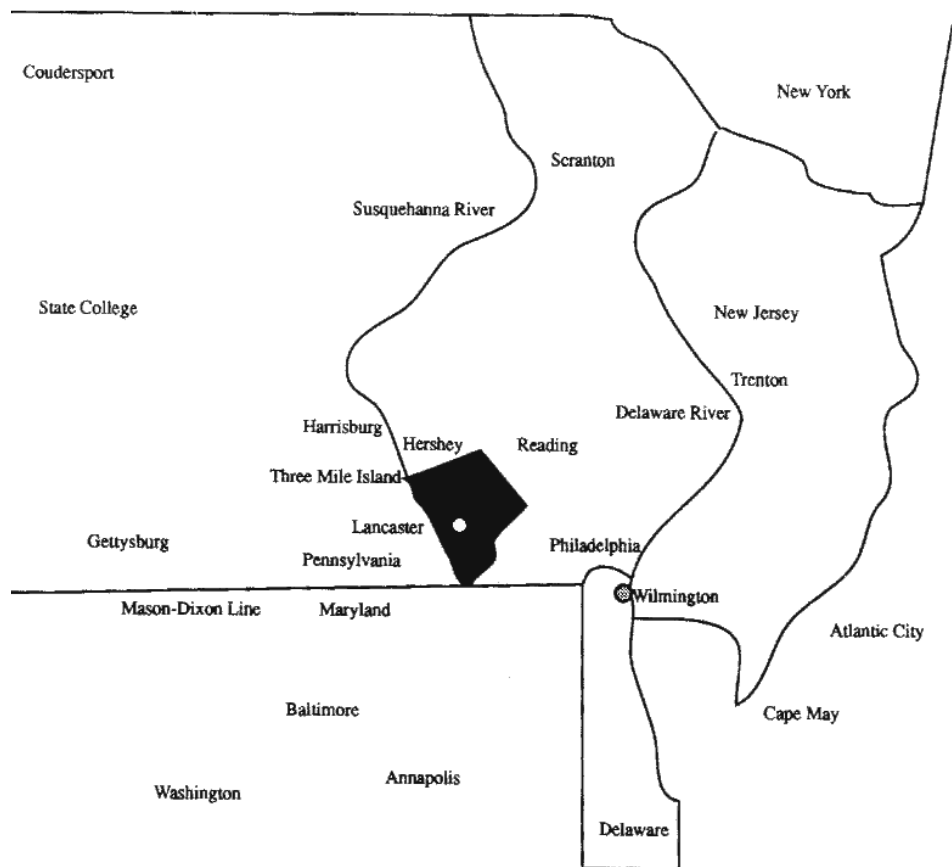 Coudersport
New York
Scranton
Susquehanna River
State College
New Jersey
Trenton
Delaware River
Harrisburg
Hershey
Reading
Three Mile Island
Lancaster
Gettysburg
Philadelphia
Pennsylvania
Wilmington
Mason-Dixon Line
Maryland
Atlantic City
Baltimore
Cape May
Annapolis
Washington
Delaware